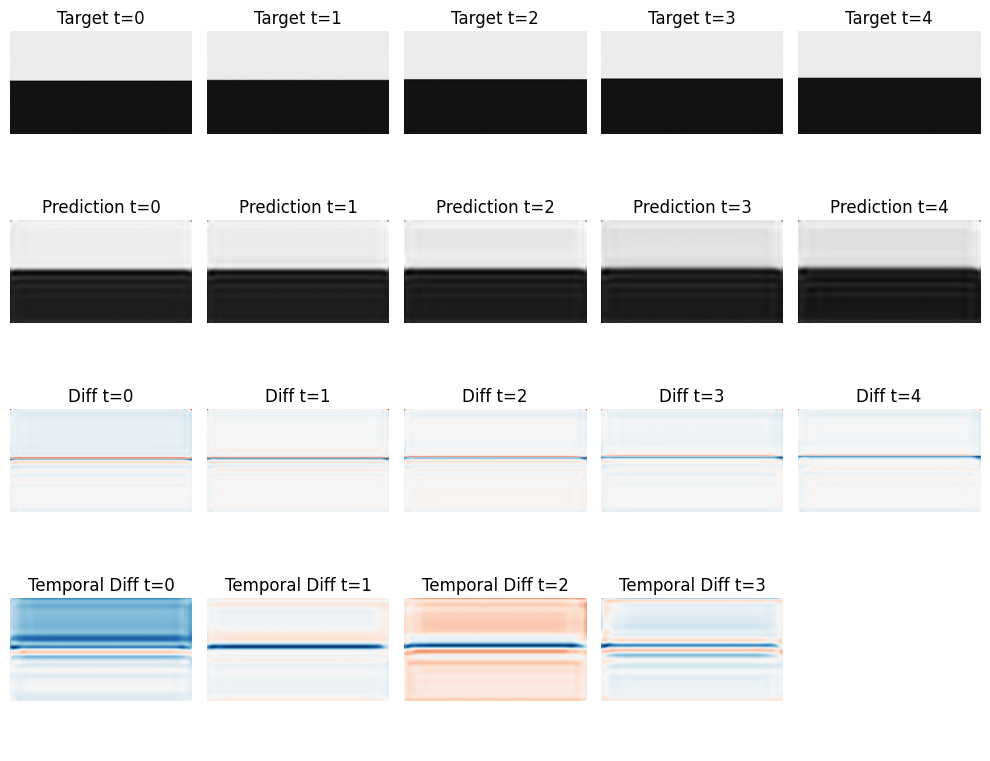 Target t=0 Target t=1 Target t=2 Target t=3 Target t=4
Prediction t=0 Prediction t=1 Prediction t=2 Prediction t=3 Prediction t=4
Diff t=0 Diff t=1 Diff t=2 Diff t=3 Diff t=4
Temporal Diff t=0 Temporal Diff t=1 Temporal Diff t=2 Temporal Diff t=3